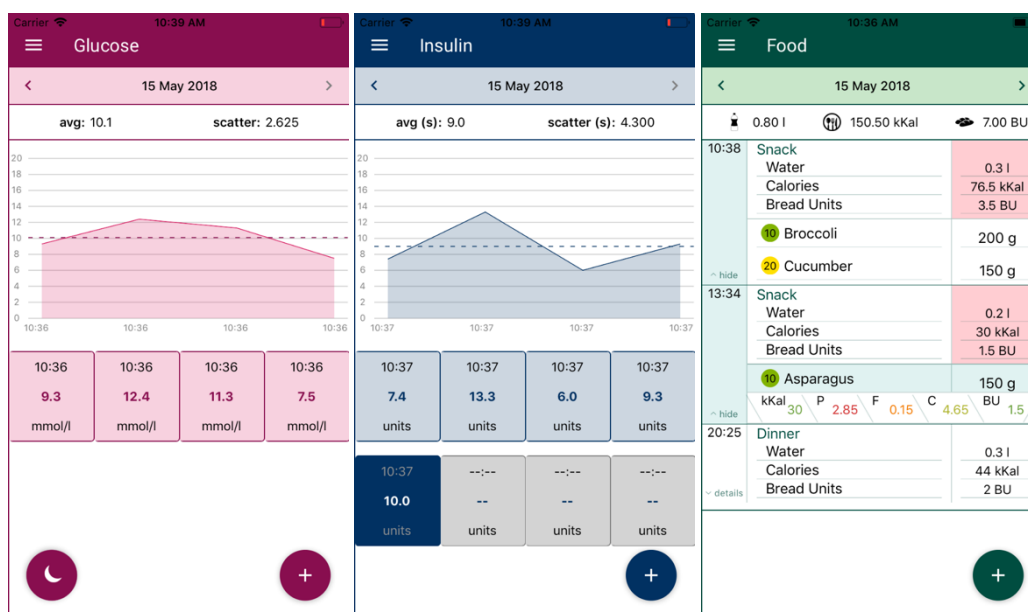 Carrier 10:39 AM
Glucose
< 15 May 2018 >
avg: 10.1 scatter: 2.625
20
18
16
14
12
10
8
6
4
2
0
10:36 10:36 10:36 10:36
10:36 10:36 10:36 10:36
9.3 12.4 11.3 7.5
mmol/l mmol/l mmol/l mmol/l
+
Carrier 10:39 AM
Insulin
< 15 May 2018 >
avg (s): 9.0 scatter (s): 4.300
20
18
16
14
12
10
8
6
4
2
0
10:37 10:37 10:37 10:37
10:37 10:37 10:37 10:37
7.4 13.3 6.0 9.3
units units units units
10:37 --:-- --:-- --:--
10.0 -- -- --
units units units units
+
Carrier 10:36 AM
Food
< 15 May 2018 >
0.80 l 150.50 kKal 7.00 BU
10:38 Snack
Water 0.3 l
Calories 76.5 kKal
Bread Units 3.5 BU
10 Broccoli 200 g
20 Cucumber 150 g
^ hide
13:34 Snack
Water 0.2 l
Calories 30 kKal
Bread Units 1.5 BU
10 Asparagus 150 g
kKal 30 P 2.85 F 0.15 C 4.65 BU 1.5
^ hide
20:25 Dinner
Water 0.3 l
Calories 44 kKal
Bread Units 2 BU
details
+